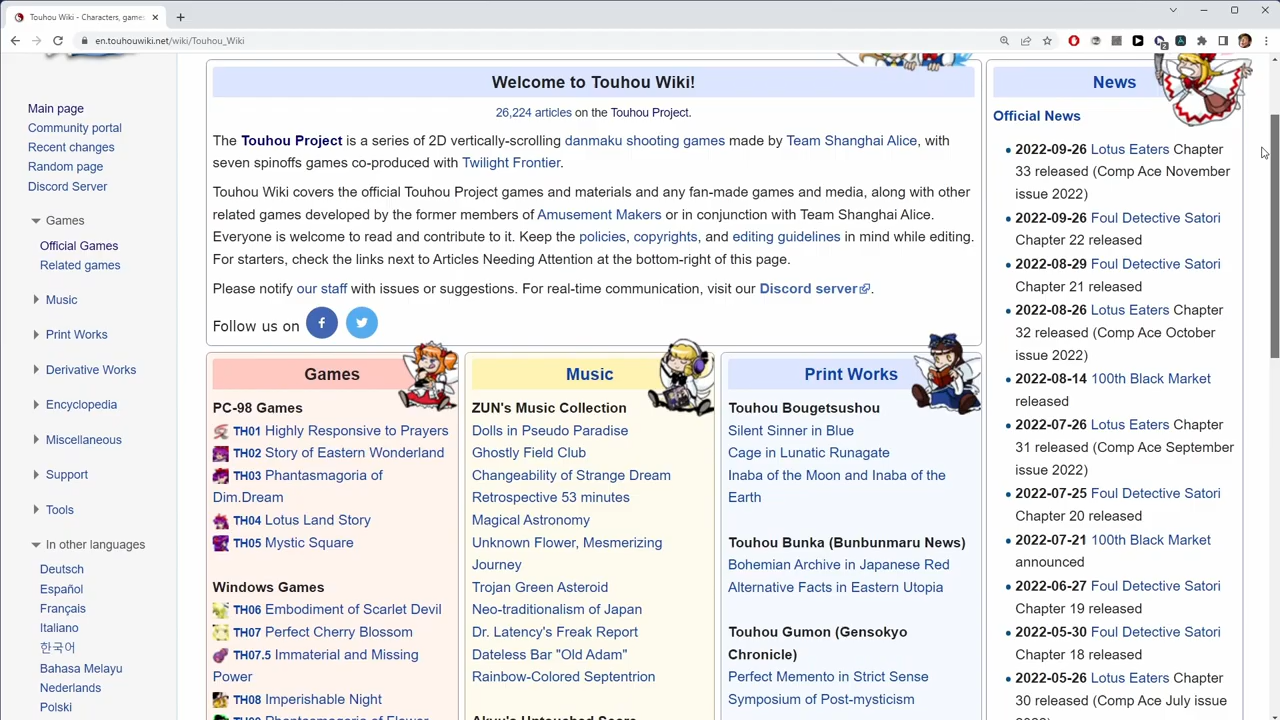 Touhou Wiki - Characters, games
en.touhouwiki.net/wiki/Touhou_Wiki
2
Main page
Community portal
Recent changes
Random page
Discord Server
Games
Official Games
Related games
Music
Print Works
Derivative Works
Encyclopedia
Miscellaneous
Support
Tools
In other languages
Deutsch
Español
Français
Italiano
한국어
Bahasa Melayu
Nederlands
Polski
Welcome to Touhou Wiki!
26,224 articles on the Touhou Project.
The Touhou Project is a series of 2D vertically-scrolling danmaku shooting games made by Team Shanghai Alice, with
seven spinoffs games co-produced with Twilight Frontier.
Touhou Wiki covers the official Touhou Project games and materials and any fan-made games and media, along with other
related games developed by the former members of Amusement Makers or in conjunction with Team Shanghai Alice.
Everyone is welcome to read and contribute to it. Keep the policies, copyrights, and editing guidelines in mind while editing.
For starters, check the links next to Articles Needing Attention at the bottom-right of this page.
Please notify our staff with issues or suggestions. For real-time communication, visit our Discord server.
Follow us on
Games
PC-98 Games
TH01 Highly Responsive to Prayers
TH02 Story of Eastern Wonderland
TH03 Phantasmagoria of
Dim.Dream
TH04 Lotus Land Story
TH05 Mystic Square
Windows Games
TH06 Embodiment of Scarlet Devil
TH07 Perfect Cherry Blossom
TH07.5 Immaterial and Missing
Power
TH08 Imperishable Night
TH09 Phantasmagoria of Flower
Music
ZUN's Music Collection
Dolls in Pseudo Paradise
Ghostly Field Club
Changeability of Strange Dream
Retrospective 53 minutes
Magical Astronomy
Unknown Flower, Mesmerizing
Journey
Trojan Green Asteroid
Neo-traditionalism of Japan
Dr. Latency's Freak Report
Dateless Bar "Old Adam"
Rainbow-Colored Septentrion
Akyu's Untouched Score
Print Works
Touhou Bougetsushou
Silent Sinner in Blue
Cage in Lunatic Runagate
Inaba of the Moon and Inaba of the
Earth
Touhou Bunka (Bunbunmaru News)
Bohemian Archive in Japanese Red
Alternative Facts in Eastern Utopia
Touhou Gumon (Gensokyo
Chronicle)
Perfect Memento in Strict Sense
Symposium of Post-mysticism
News
Official News
2022-09-26 Lotus Eaters Chapter
33 released (Comp Ace November
issue 2022)
2022-09-26 Foul Detective Satori
Chapter 22 released
2022-08-29 Foul Detective Satori
Chapter 21 released
2022-08-26 Lotus Eaters Chapter
32 released (Comp Ace October
issue 2022)
2022-08-14 100th Black Market
released
2022-07-26 Lotus Eaters Chapter
31 released (Comp Ace September
issue 2022)
2022-07-25 Foul Detective Satori
Chapter 20 released
2022-07-21 100th Black Market
announced
2022-06-27 Foul Detective Satori
Chapter 19 released
2022-05-30 Foul Detective Satori
Chapter 18 released
2022-05-26 Lotus Eaters Chapter
30 released (Comp Ace July issue
2022)